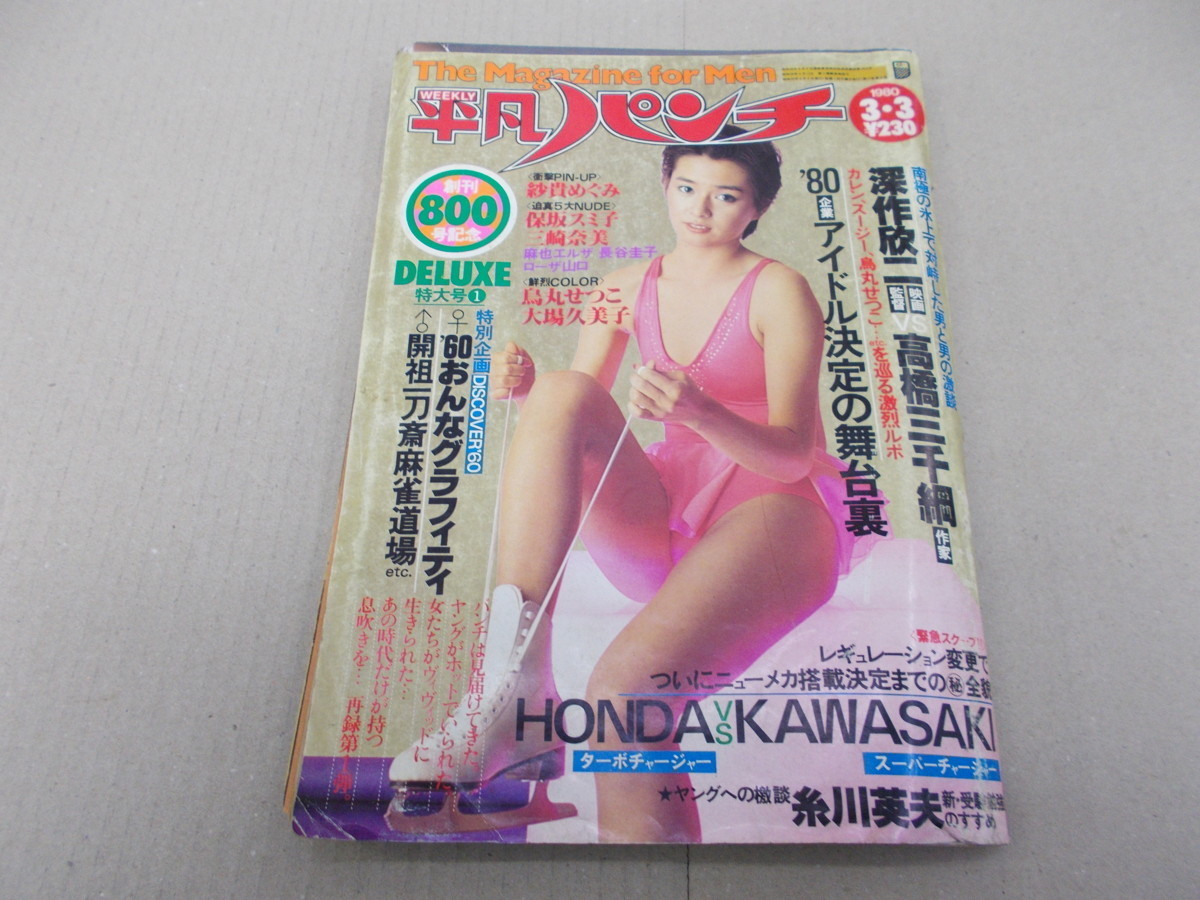 The Magazine for Men
WEEKLY
平凡パンチ
1980
3・3
¥230
創刊
800
号記念
DELUXE
特大号❶
〈衝撃PIN-UP〉
紗貴めぐみ
〈迫真5大NUDE〉
保坂スミ子
三崎奈美
麻也エルザ 長谷圭子
ローザ山口
〈鮮烈COLOR〉
烏丸せつこ
大場久美子
南極の氷上で対峙した男と男の激談
深作欣二 映画監督 VS 高橋三千綱 作家
カレン、スージー、烏丸せつこ…etc.を巡る激烈ルポ
'80企業アイドル決定の舞台裏
特別企画 DISCOVER'60
♀'60おんなグラフィティ
♂開祖一刀斎麻雀道場 etc.
パンチは見届けてきた、
ヤングがホットでいられた、
女たちがヴィヴィッドに
生きられた…
あの時代だけが持つ
息吹きを… 再録第1弾。
〈緊急スクープ
レギュレーション変更で
ついにニューメカ搭載決定までの㊙全貌
HONDA VS KAWASAKI
ターボチャージャー
スーパーチャージャー
★ヤングへの檄談
糸川英夫
新・受験勉強
のすすめ